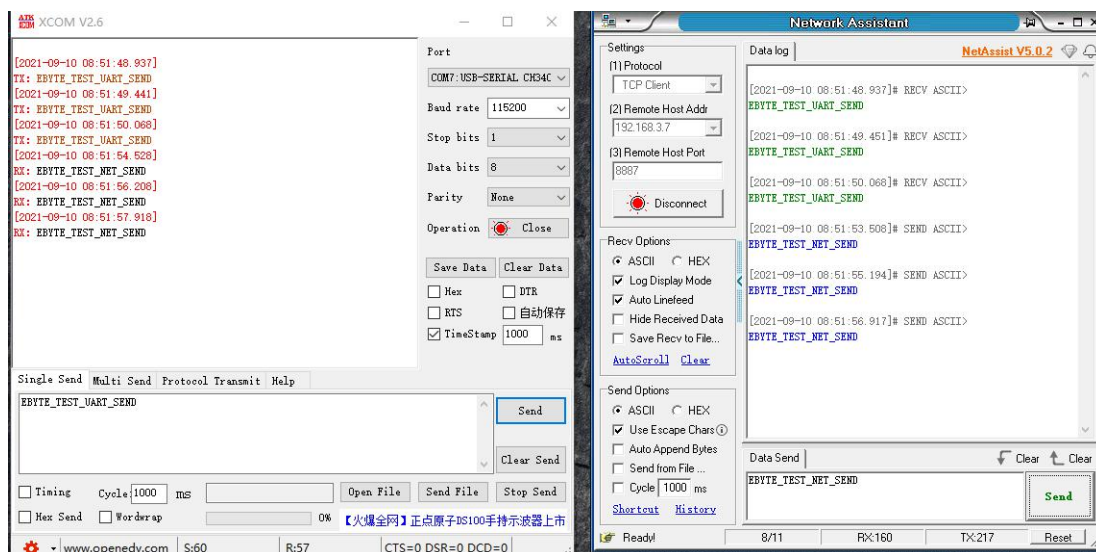 ATK
COM XCOM V2.6
[2021-09-10 08:51:48.937]
TX: EBYTE_TEST_UART_SEND
[2021-09-10 08:51:49.441]
TX: EBYTE_TEST_UART_SEND
[2021-09-10 08:51:50.068]
TX: EBYTE_TEST_UART_SEND
[2021-09-10 08:51:54.528]
RX: EBYTE_TEST_NET_SEND
[2021-09-10 08:51:56.208]
RX: EBYTE_TEST_NET_SEND
[2021-09-10 08:51:57.918]
RX: EBYTE_TEST_NET_SEND
Port
COM7:USB-SERIAL CH34C
Baud rate 115200
Stop bits 1
Data bits 8
Parity None
Operation Close
Save Data Clear Data
Hex DTR
RTS 自动保存
TimeStamp 1000 ms
Single Send Multi Send Protocol Transmit Help
EBYTE_TEST_UART_SEND
Send
Clear Send
Timing Cycle: 1000 ms Open File Send File Stop Send
Hex Send Wordwrap 0% 【火爆全网】正点原子DS100手持示波器上市
www.openedv.com S:60 R:57 CTS=0 DSR=0 DCD=0
Network Assistant
Settings
(1) Protocol
TCP Client
(2) Remote Host Addr
192.168.3.7
(3) Remote Host Port
8887
Disconnect
Recv Options
ASCII HEX
Log Display Mode
Auto Linefeed
Hide Received Data
Save Recv to File...
AutoScroll Clear
Send Options
ASCII HEX
Use Escape Chars
Auto Append Bytes
Send from File ...
Cycle 1000 ms
Shortcut History
Data log NetAssist V5.0.2
[2021-09-10 08:51:48.937]# RECV ASCII>
EBYTE_TEST_UART_SEND
[2021-09-10 08:51:49.451]# RECV ASCII>
EBYTE_TEST_UART_SEND
[2021-09-10 08:51:50.068]# RECV ASCII>
EBYTE_TEST_UART_SEND
[2021-09-10 08:51:53.508]# SEND ASCII>
EBYTE_TEST_NET_SEND
[2021-09-10 08:51:55.194]# SEND ASCII>
EBYTE_TEST_NET_SEND
[2021-09-10 08:51:56.917]# SEND ASCII>
EBYTE_TEST_NET_SEND
Data Send Clear Clear
EBYTE_TEST_NET_SEND
Send
Ready! 8/11 RX:160 TX:217 Reset